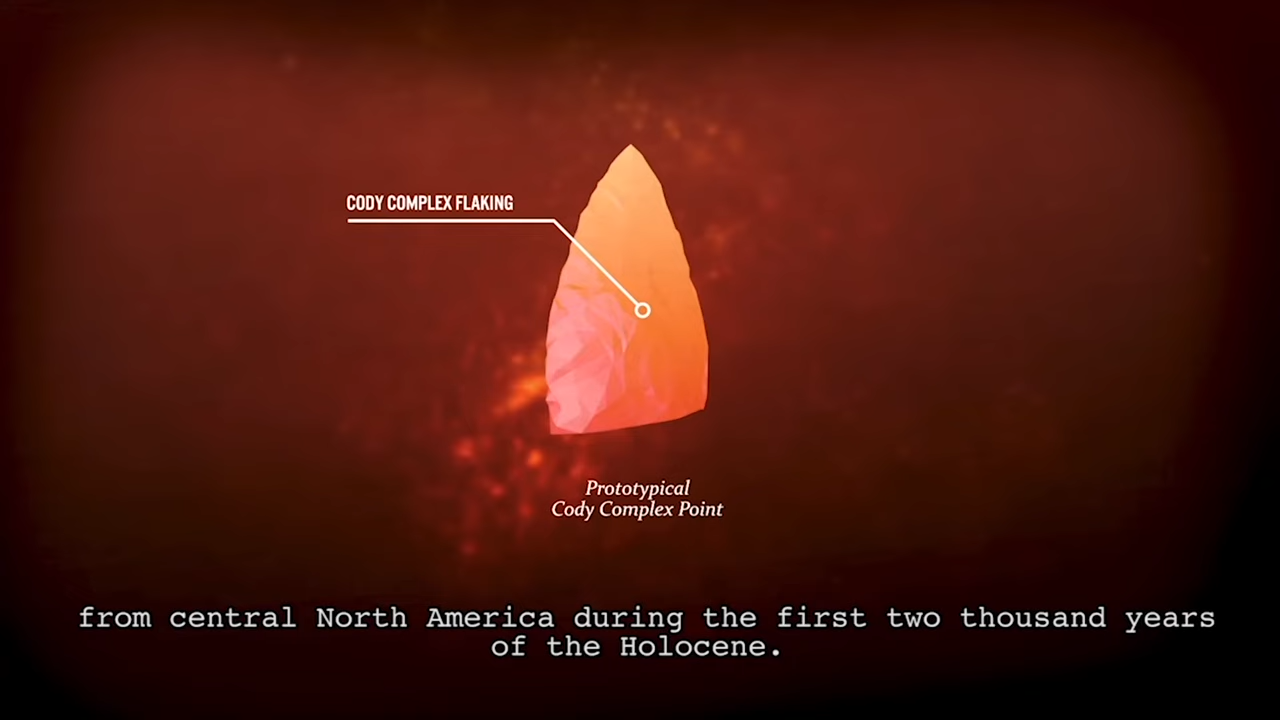 CODY COMPLEX FLAKING
Prototypical
Cody Complex Point
from central North America during the first two thousand years
of the Holocene.